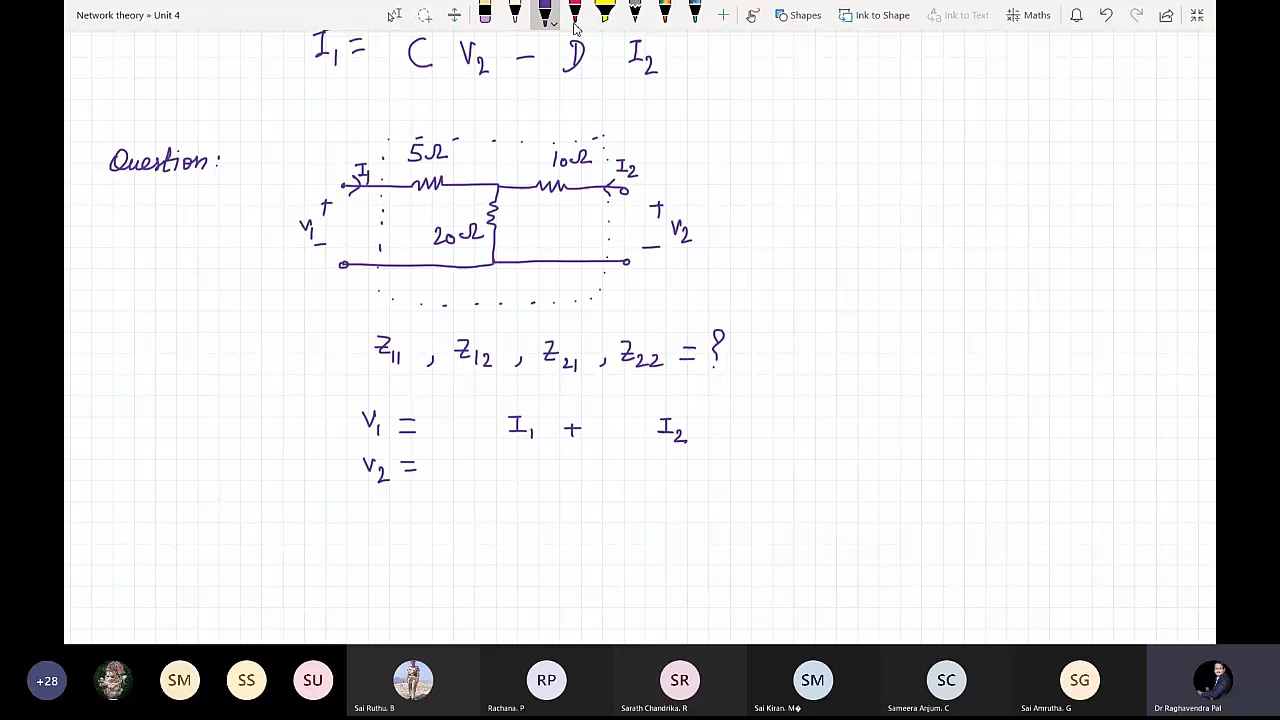 Network theory » Unit 4
Shapes
Ink to Shape
Ink to Text
Maths
I₁ = C V₂ - D I₂
Question:
5Ω
10Ω
I₁
I₂
+
V₁
-
20Ω
+
V₂
-
Z₁₁ , Z₁₂ , Z₂₁ , Z₂₂ = ?
V₁ = I₁ + I₂
V₂ =
+28
SM
SS
SU
RP
SR
SM
SC
SG
Sai Ruthu. B
Rachana. P
Sarath Chandrika. R
Sai Kiran. M�
Sameera Anjum. C
Sai Amrutha. G
Dr Raghavendra Pal